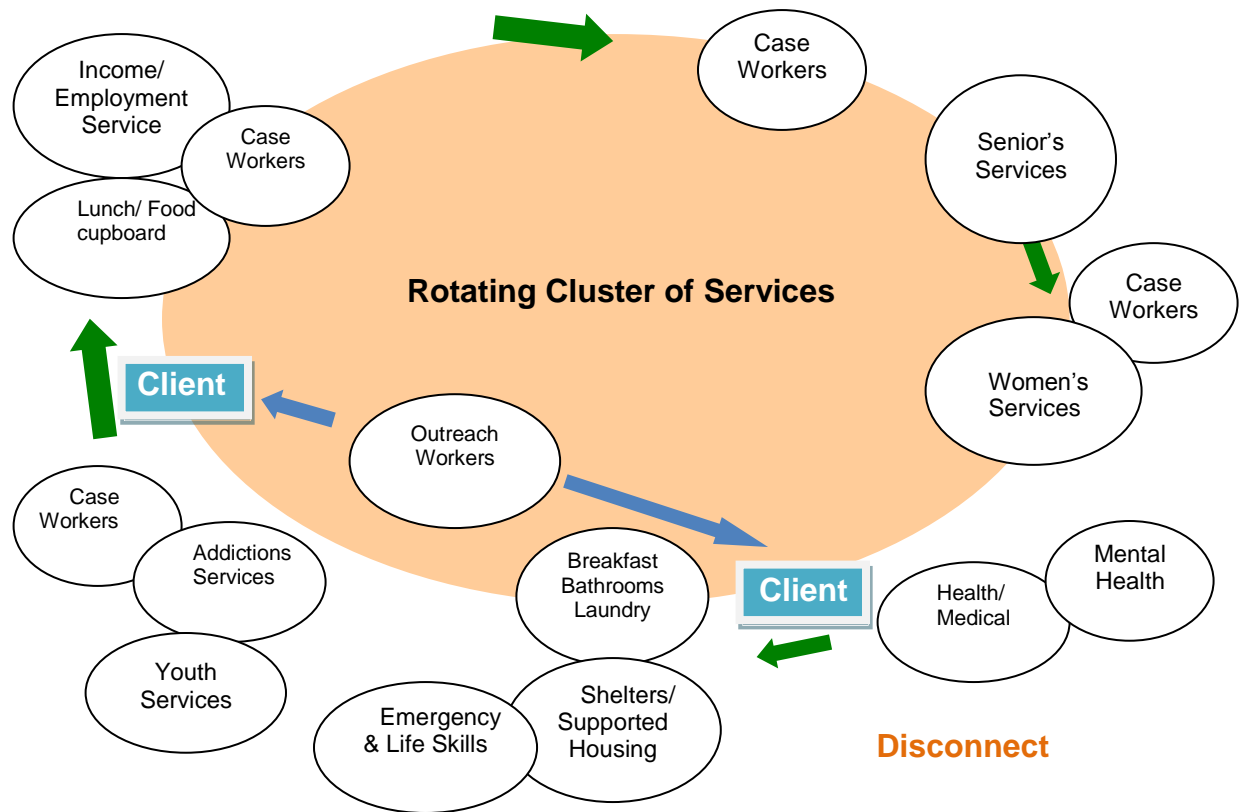 Case
Workers
Income/
Employment
Service
Case
Workers
Senior's
Services
Lunch/ Food
cupboard
Rotating Cluster of Services
Case
Workers
Client
Women's
Services
Outreach
Workers
Case
Workers
Addictions
Services
Breakfast
Bathrooms
Laundry
Client
Health/
Medical
Mental
Health
Youth
Services
Emergency
& Life Skills
Shelters/
Supported
Housing
Disconnect